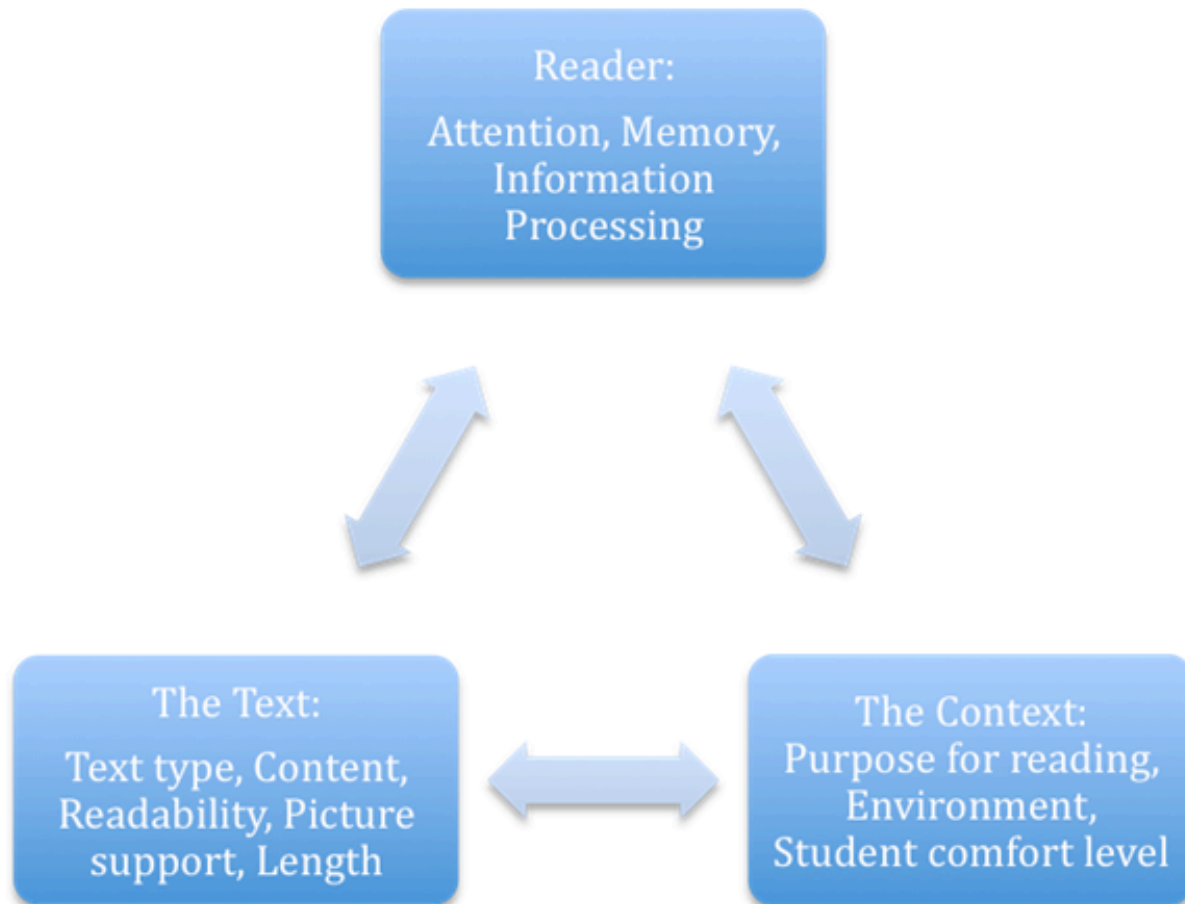 Reader:
Attention, Memory,
Information
Processing
The Text:
Text type, Content,
Readability, Picture
support, Length
The Context:
Purpose for reading,
Environment,
Student comfort level